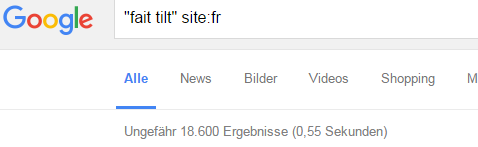 Google "fait tilt" site:fr
Alle News Bilder Videos Shopping M
Ungefähr 18.600 Ergebnisse (0,55 Sekunden)